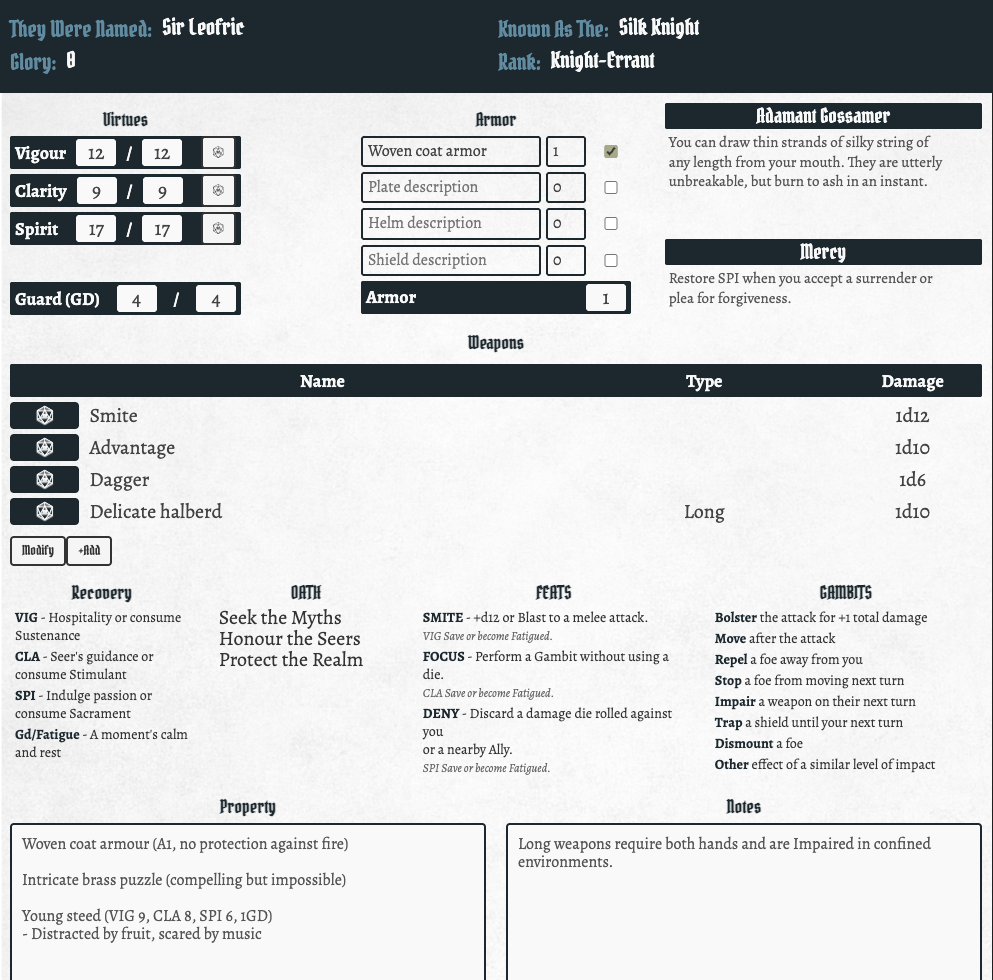 They Were Named: Sir Leofric
Known As The: Silk Knight
Glory: 0
Rank: Knight-Errant
Virtues
Vigour 12 / 12
Clarity 9 / 9
Spirit 17 / 17
Guard (GD) 4 / 4
Armor
Woven coat armor 1
Plate description 0
Helm description 0
Shield description 0
Armor 1
Adamant Gossamer
You can draw thin strands of silky string of
any length from your mouth. They are utterly
unbreakable, but burn to ash in an instant.
Mercy
Restore SPI when you accept a surrender or
plea for forgiveness.
Weapons
Name Type Damage
Smite 1d12
Advantage 1d10
Dagger 1d6
Delicate halberd Long 1d10
Modify +Add
Recovery
VIG - Hospitality or consume
Sustenance
CLA - Seer's guidance or
consume Stimulant
SPI - Indulge passion or
consume Sacrament
Gd/Fatigue - A moment's calm
and rest
OATH
Seek the Myths
Honour the Seers
Protect the Realm
FEATS
SMITE - +d12 or Blast to a melee attack.
VIG Save or become Fatigued.
FOCUS - Perform a Gambit without using a
die.
CLA Save or become Fatigued.
DENY - Discard a damage die rolled against
you
or a nearby Ally.
SPI Save or become Fatigued.
GAMBITS
Bolster the attack for +1 total damage
Move after the attack
Repel a foe away from you
Stop a foe from moving next turn
Impair a weapon on their next turn
Trap a shield until your next turn
Dismount a foe
Other effect of a similar level of impact
Property
Woven coat armour (A1, no protection against fire)
Intricate brass puzzle (compelling but impossible)
Young steed (VIG 9, CLA 8, SPI 6, 1GD)
- Distracted by fruit, scared by music
Notes
Long weapons require both hands and are Impaired in confined
environments.